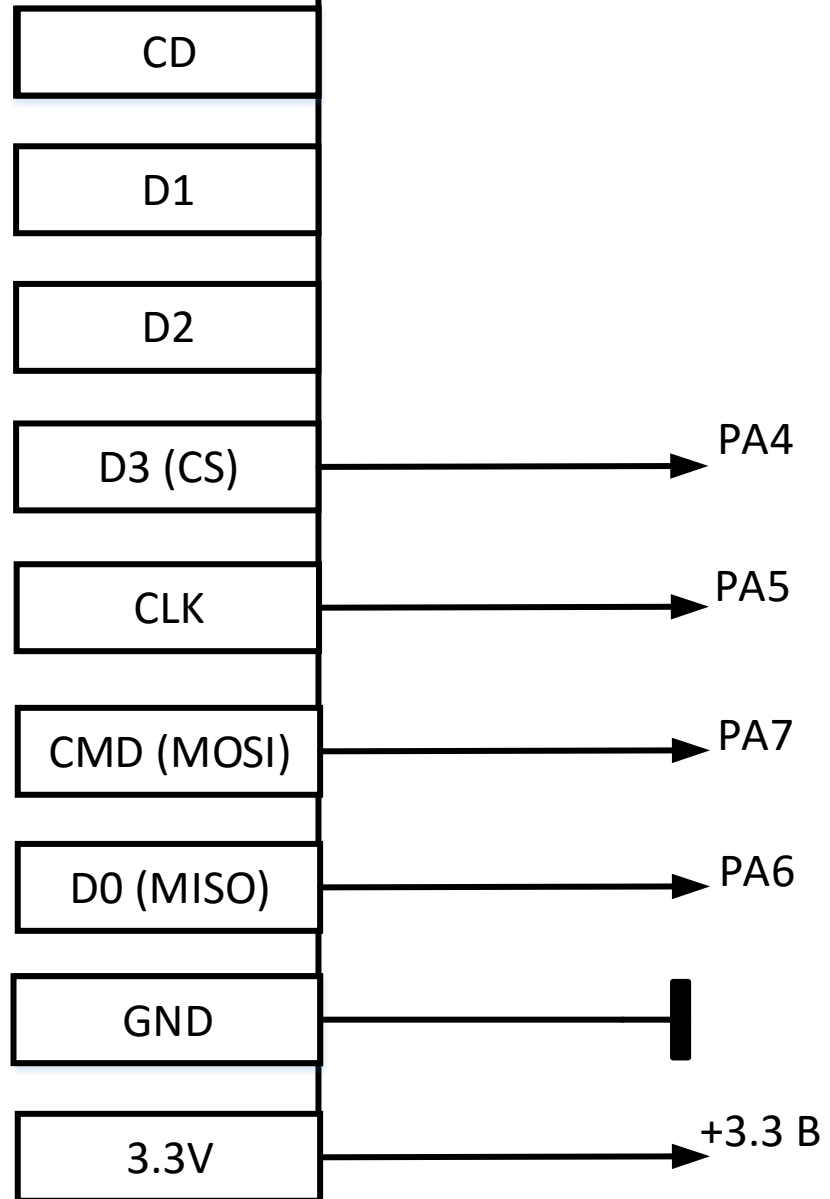 CD
D1
D2
D3 (CS)
PA4
CLK
PA5
CMD (MOSI)
PA7
D0 (MISO)
PA6
GND
3.3V
+3.3 В